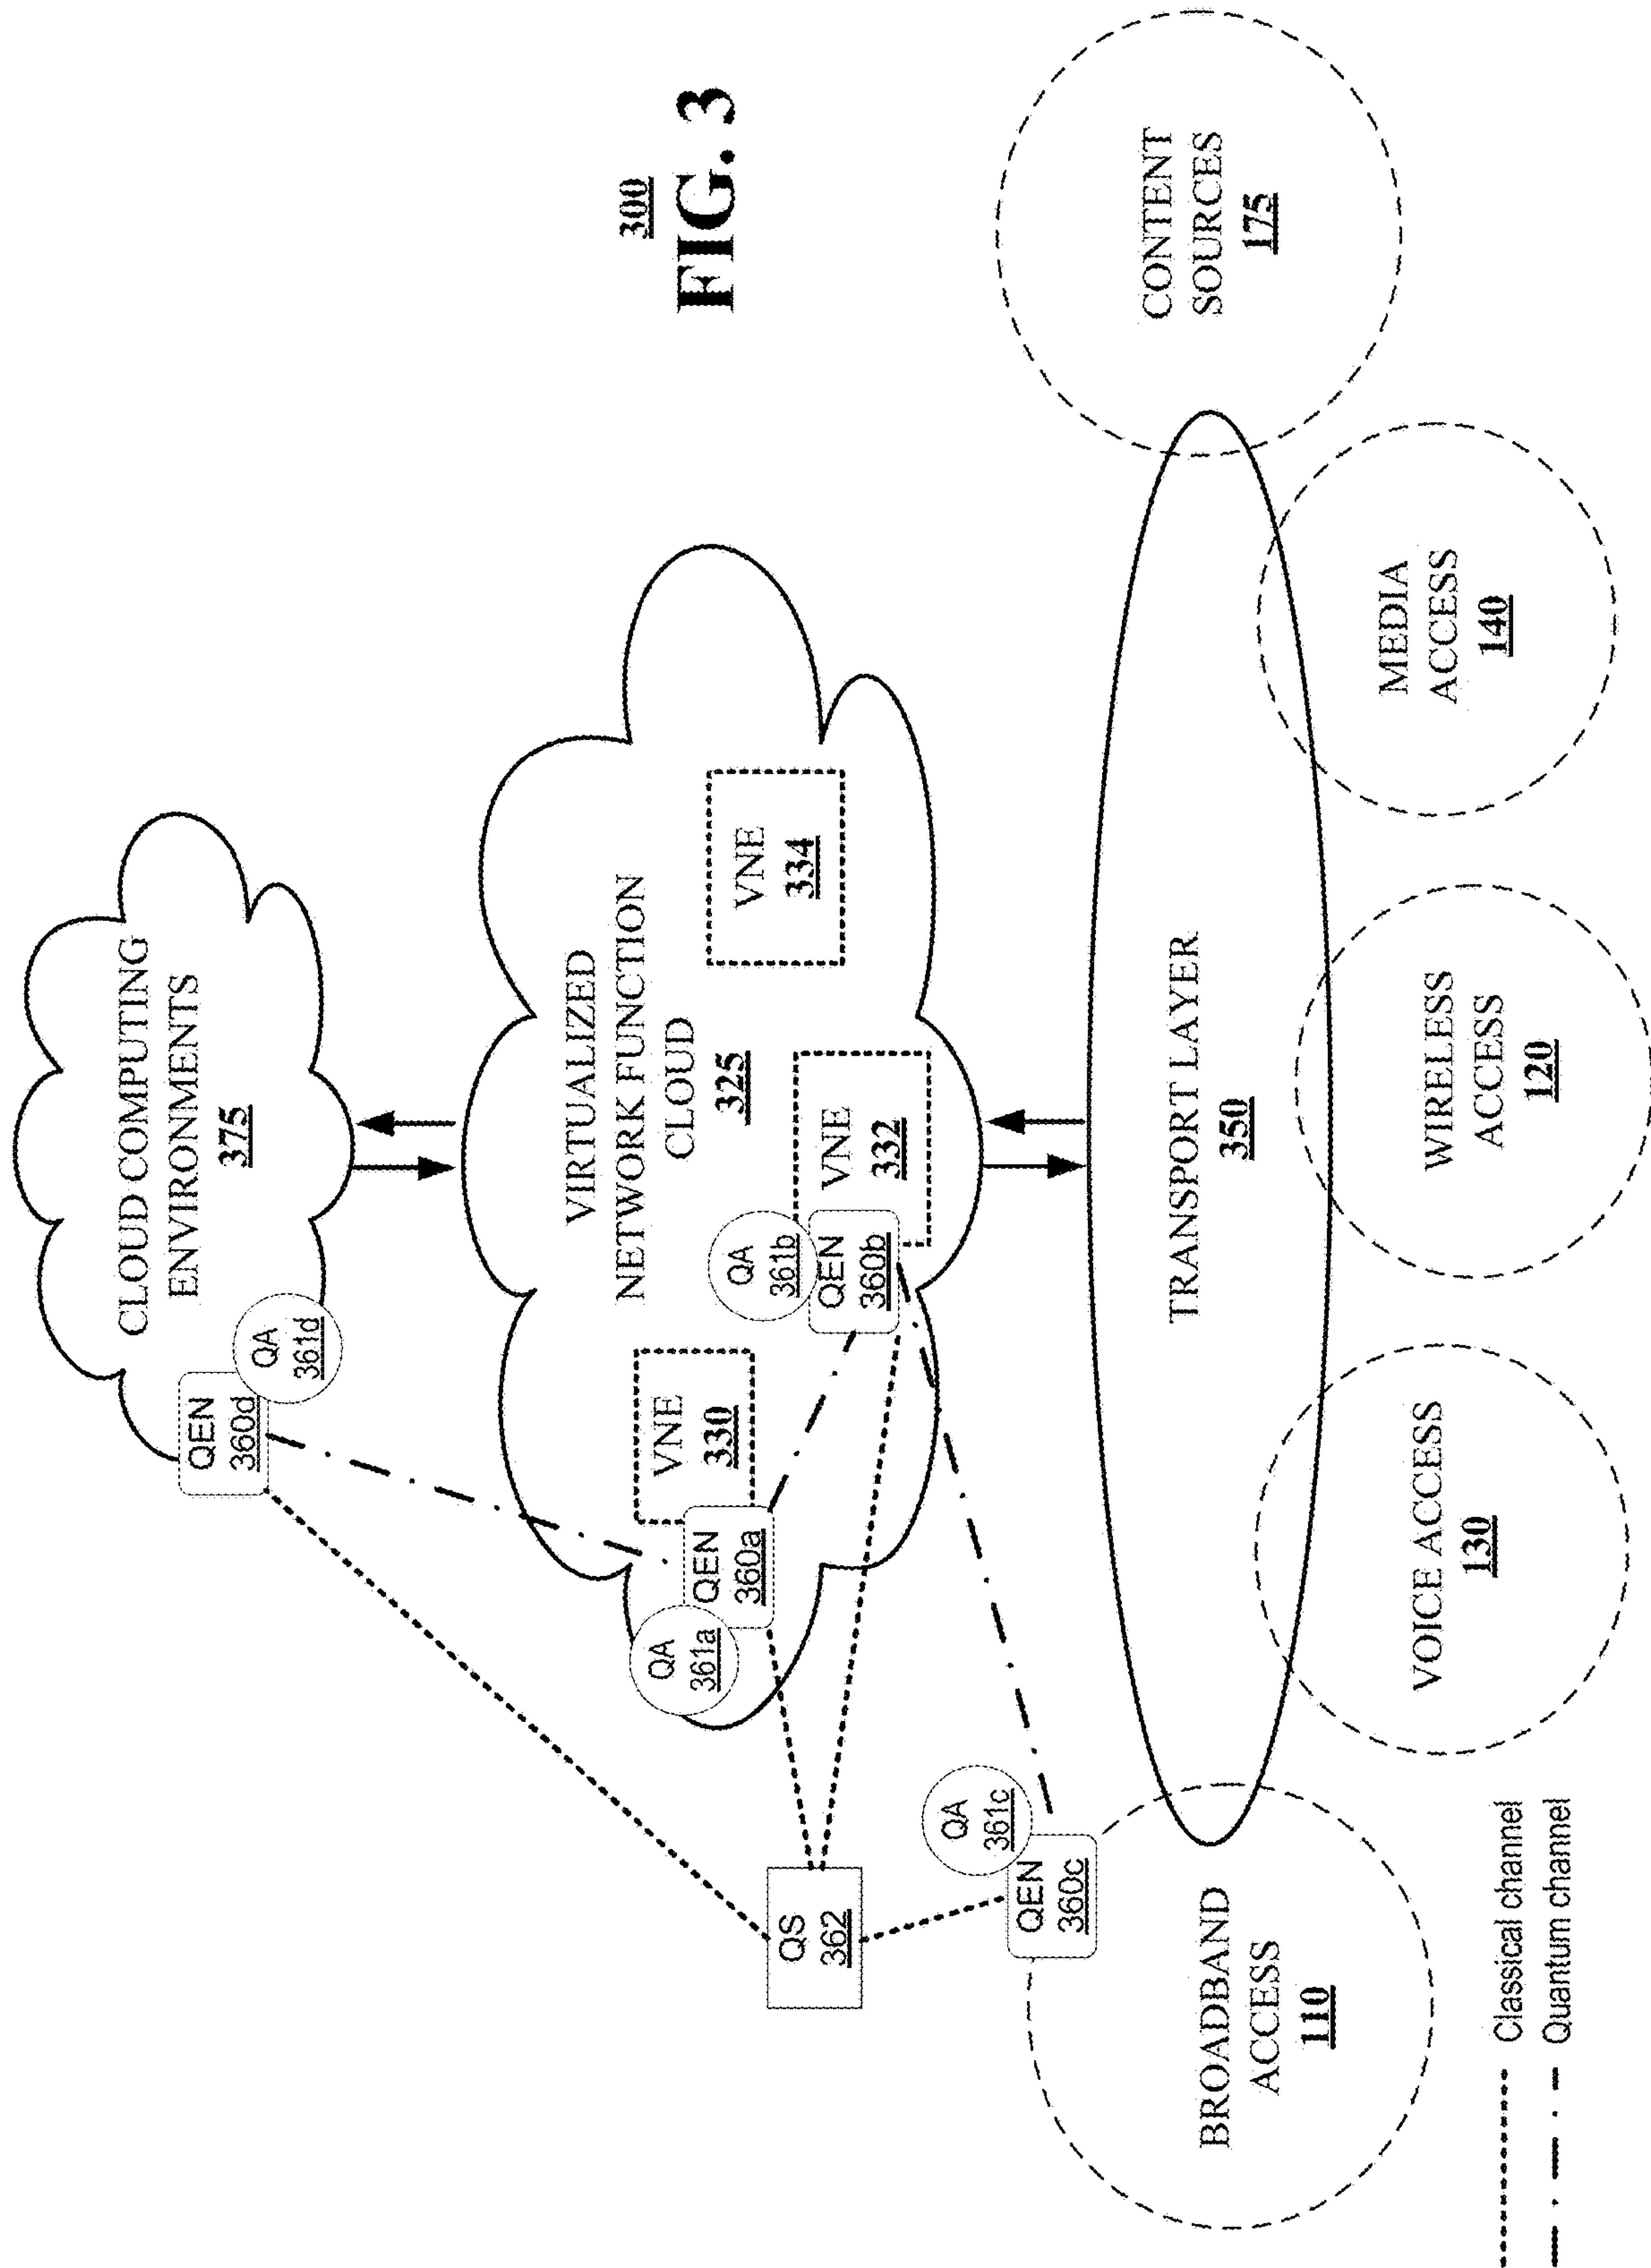 CLOUD COMPUTING
ENVIRONMENTS
375
QEN
360d
QA
361d
VIRTUALIZED
NETWORK FUNCTION
CLOUD
325
VNE
330
QA
361a
QEN
360a
QA
361b
QEN
360b
VNE
332
VNE
334
QS
362
QA
361c
QEN
360c
TRANSPORT LAYER
350
BROADBAND
ACCESS
110
VOICE ACCESS
130
WIRELESS
ACCESS
120
MEDIA
ACCESS
140
CONTENT
SOURCES
175
Classical channel
Quantum channel
300
FIG. 3